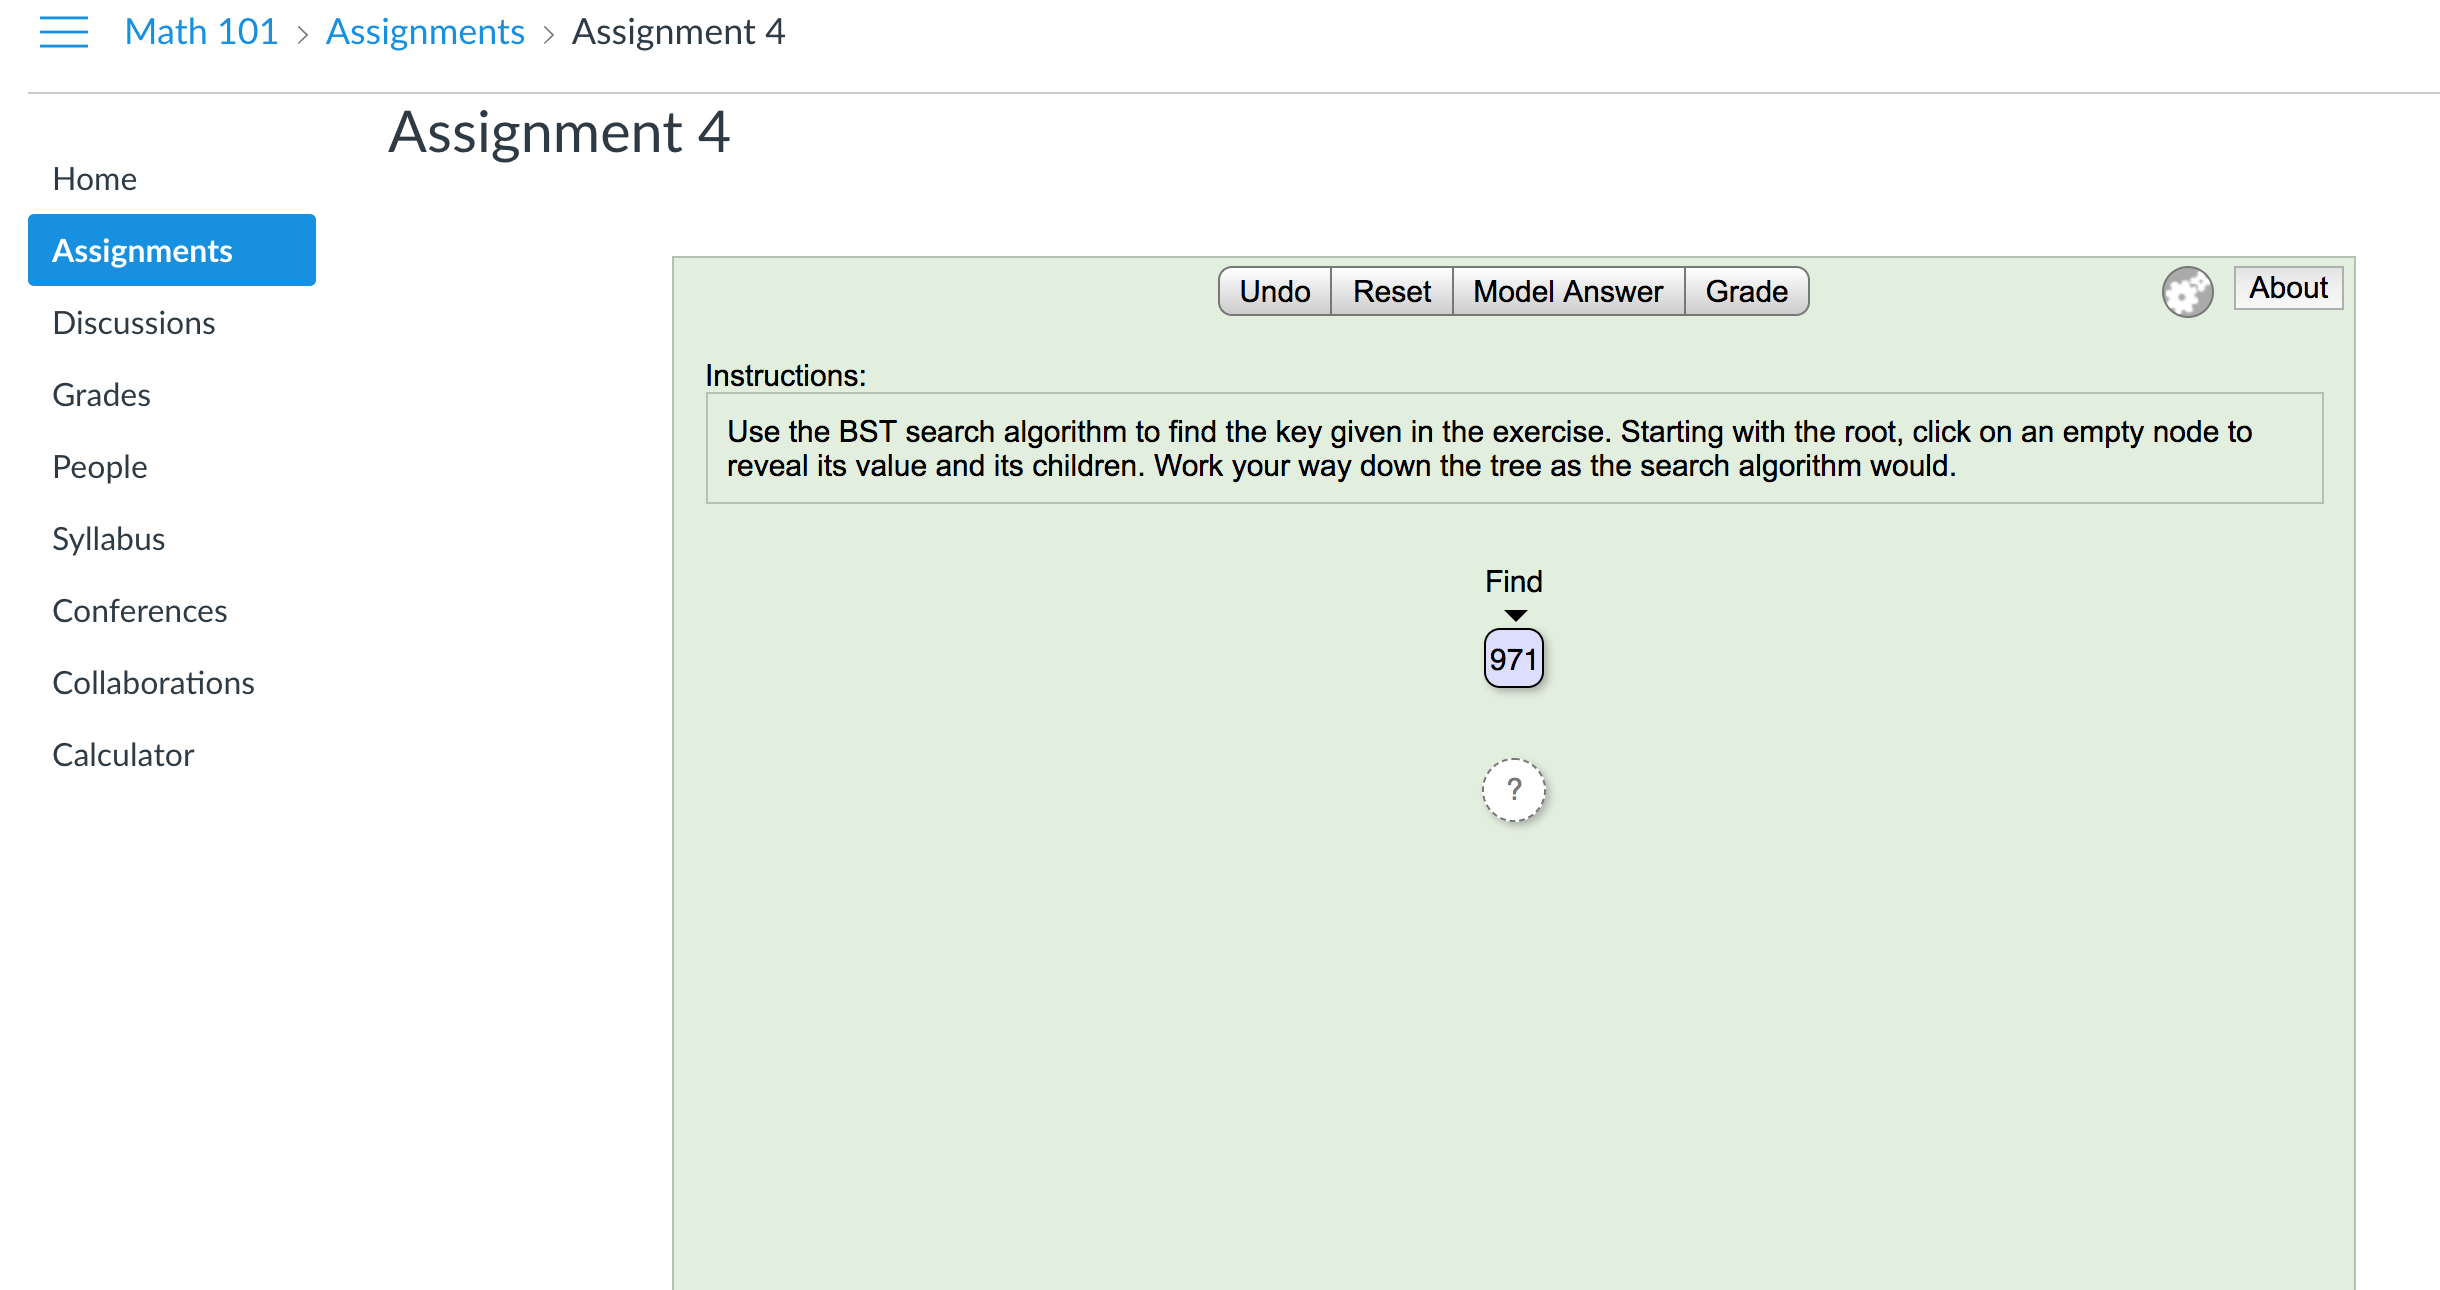 Math 101 > Assignments > Assignment 4
Assignment 4
Home
Assignments
Discussions
Grades
People
Syllabus
Conferences
Collaborations
Calculator
Undo Reset Model Answer Grade About
Instructions:
Use the BST search algorithm to find the key given in the exercise. Starting with the root, click on an empty node to
reveal its value and its children. Work your way down the tree as the search algorithm would.
Find
971
?